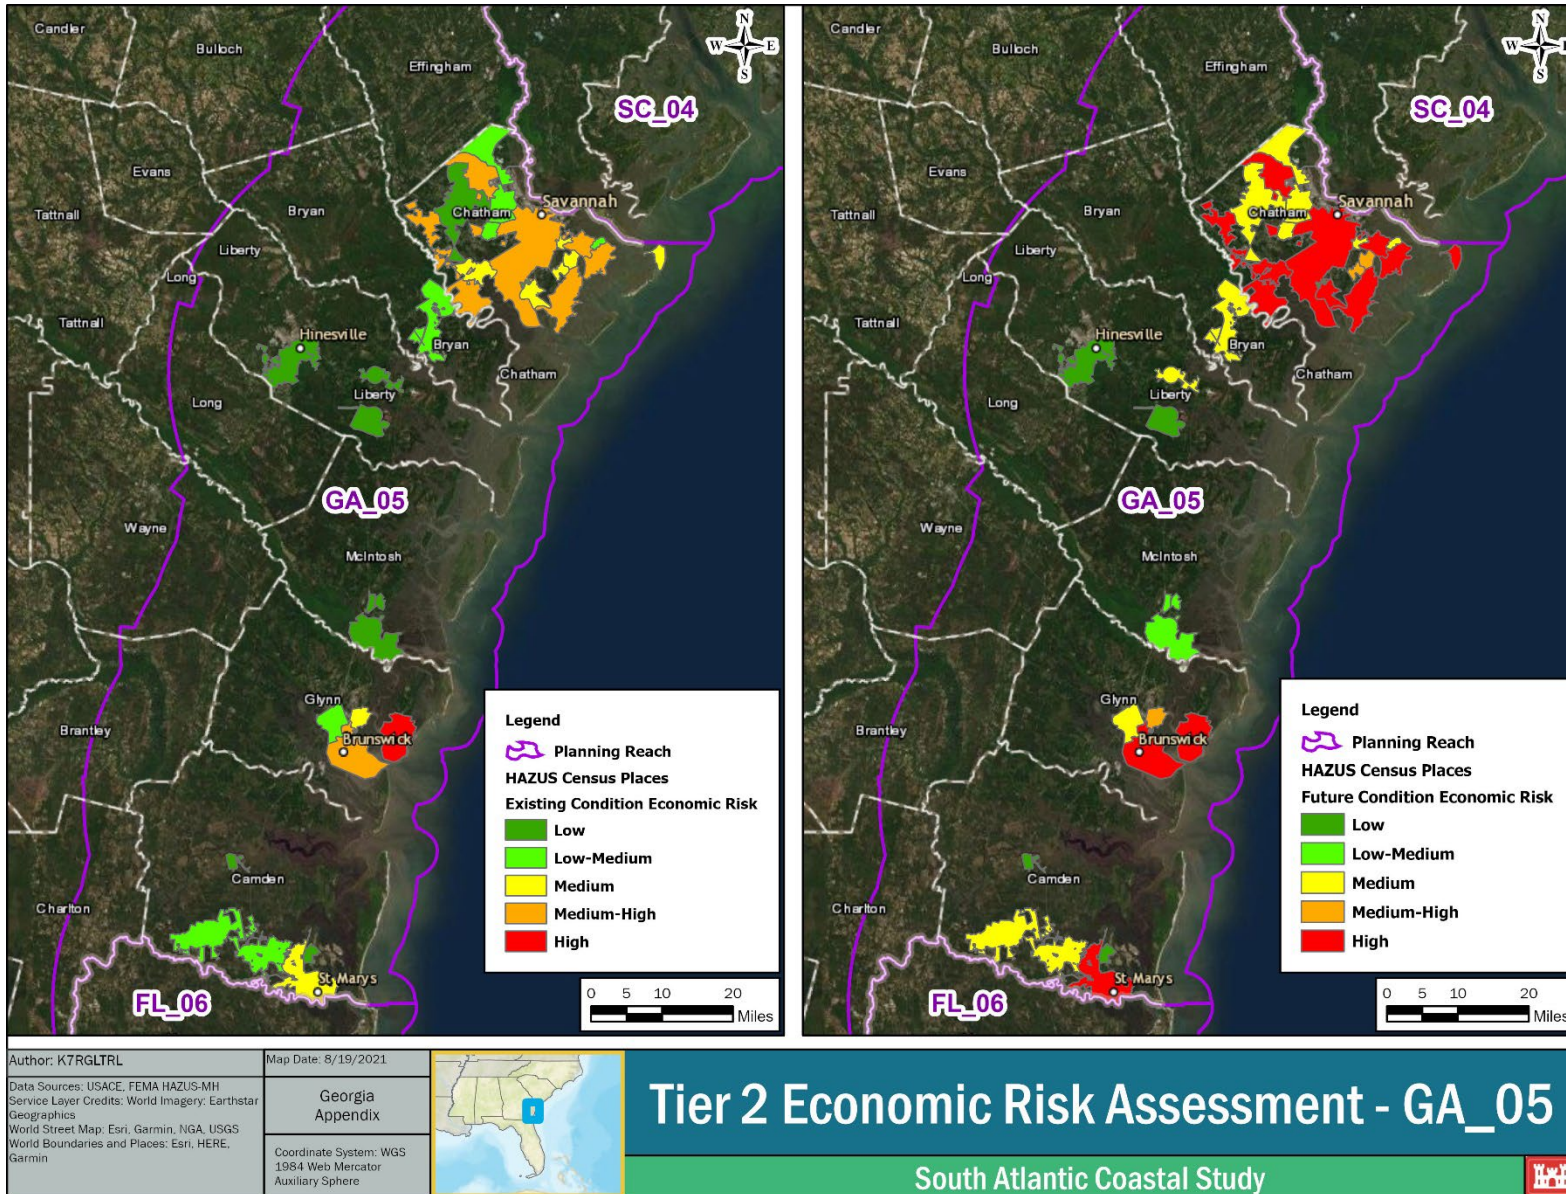 Candler
Bulloch
Effingham
N
W E
S
SC_04
Evans
Tattnall
Bryan
Chatham
Savannah
Liberty
Long
Tattnall
Hinesville
Bryan
Chatham
Liberty
Long
GA_05
Wayne
McIntosh
Glynn
Brantley
Brunswick
Camden
Charlton
St Marys
FL_06
Legend
Planning Reach
HAZUS Census Places
Existing Condition Economic Risk
Low
Low-Medium
Medium
Medium-High
High
0 5 10 20
Miles
Candler
Bulloch
Effingham
N
W E
S
SC_04
Evans
Tattnall
Bryan
Chatham
Savannah
Liberty
Long
Tattnall
Hinesville
Bryan
Chatham
Liberty
Long
GA_05
Wayne
McIntosh
Glynn
Brantley
Brunswick
Camden
Charlton
St Marys
FL_06
Legend
Planning Reach
HAZUS Census Places
Future Condition Economic Risk
Low
Low-Medium
Medium
Medium-High
High
0 5 10 20
Miles
Author: K7RGLTRL
Data Sources: USACE, FEMA HAZUS-MH
Service Layer Credits: World Imagery: Earthstar
Geographics
World Street Map: Esri, Garmin, NGA, USGS
World Boundaries and Places: Esri, HERE,
Garmin
Map Date: 8/19/2021
Georgia
Appendix
Coordinate System: WGS
1984 Web Mercator
Auxiliary Sphere
Tier 2 Economic Risk Assessment - GA_05
South Atlantic Coastal Study